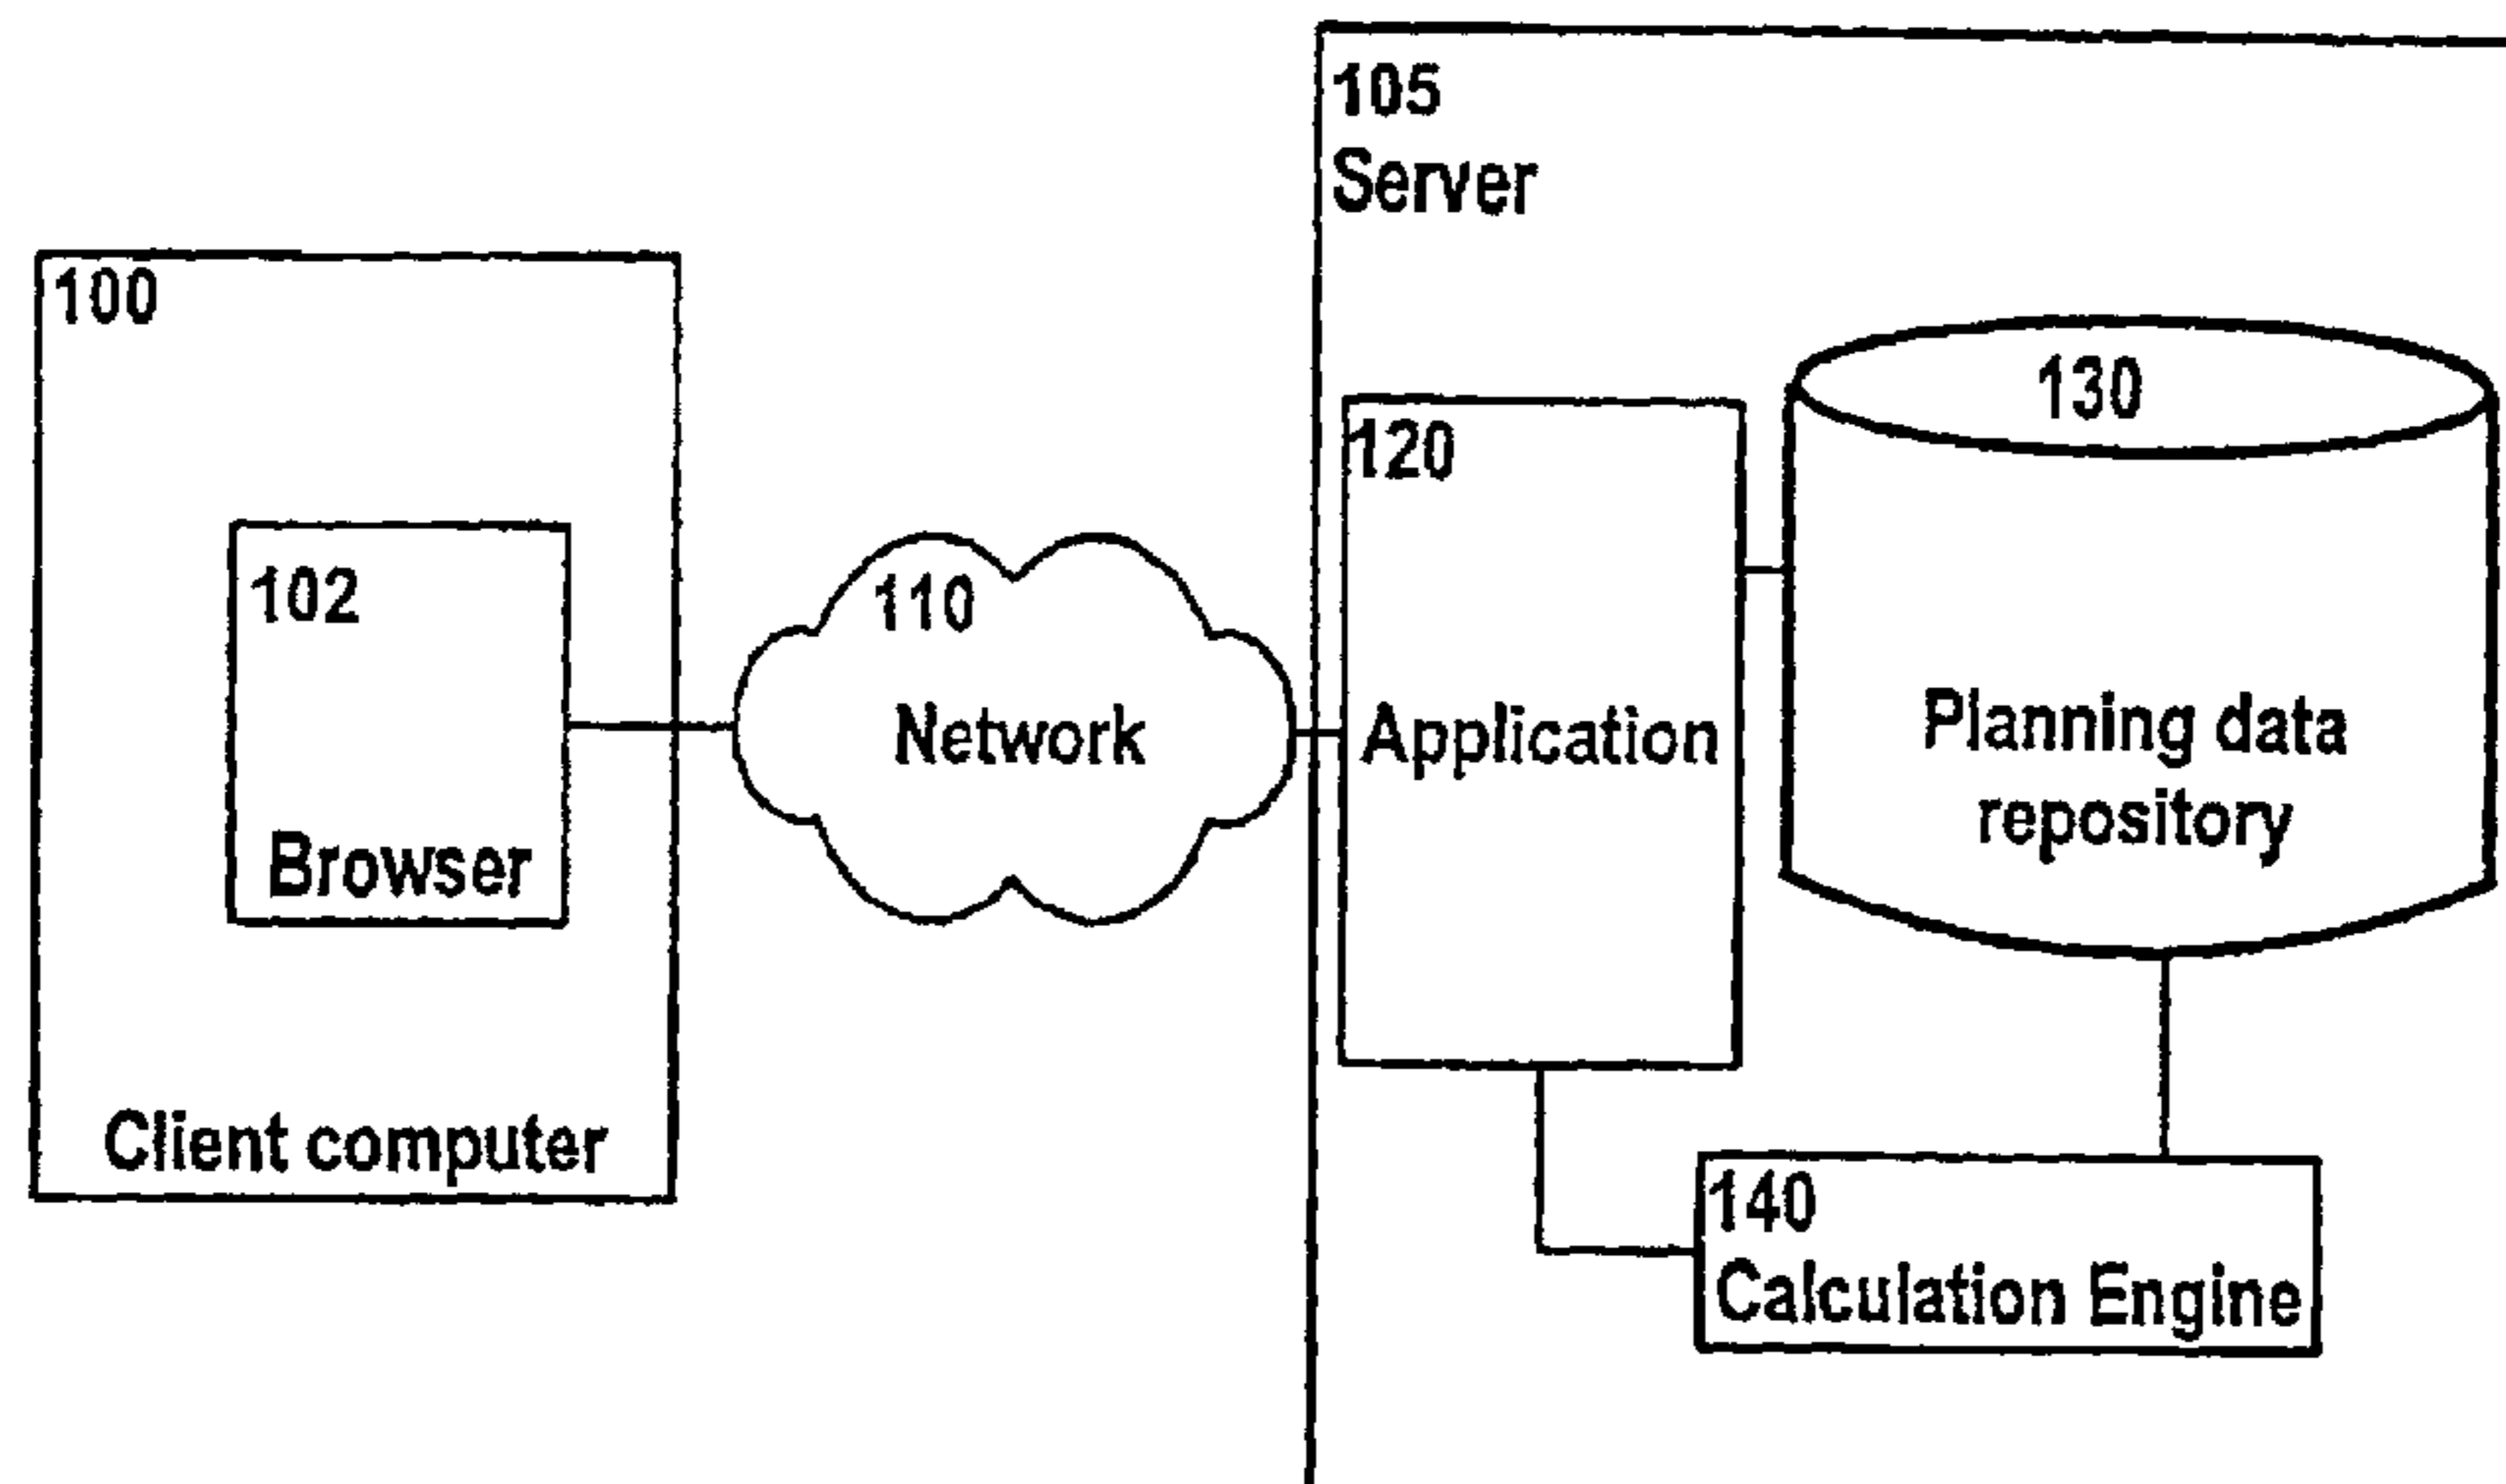 105
Server
100
120
130
102
110
Network
Application
Planning data
repository
Browser
Client computer
140
Calculation Engine